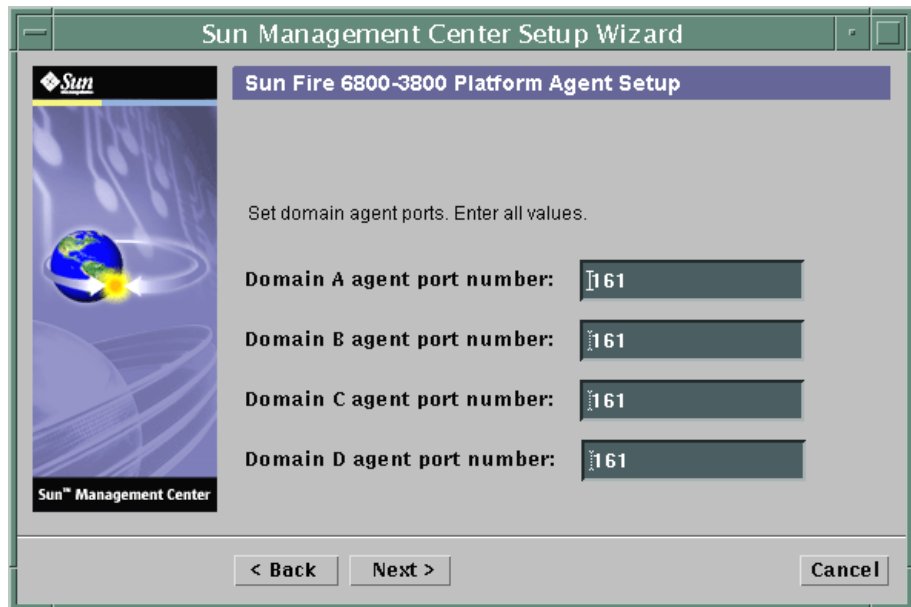 Sun Management Center Setup Wizard
Sun
Sun Fire 6800-3800 Platform Agent Setup
Set domain agent ports. Enter all values.
Domain A agent port number: 161
Domain B agent port number: 161
Domain C agent port number: 161
Domain D agent port number: 161
Sun™ Management Center
< Back Next > Cancel